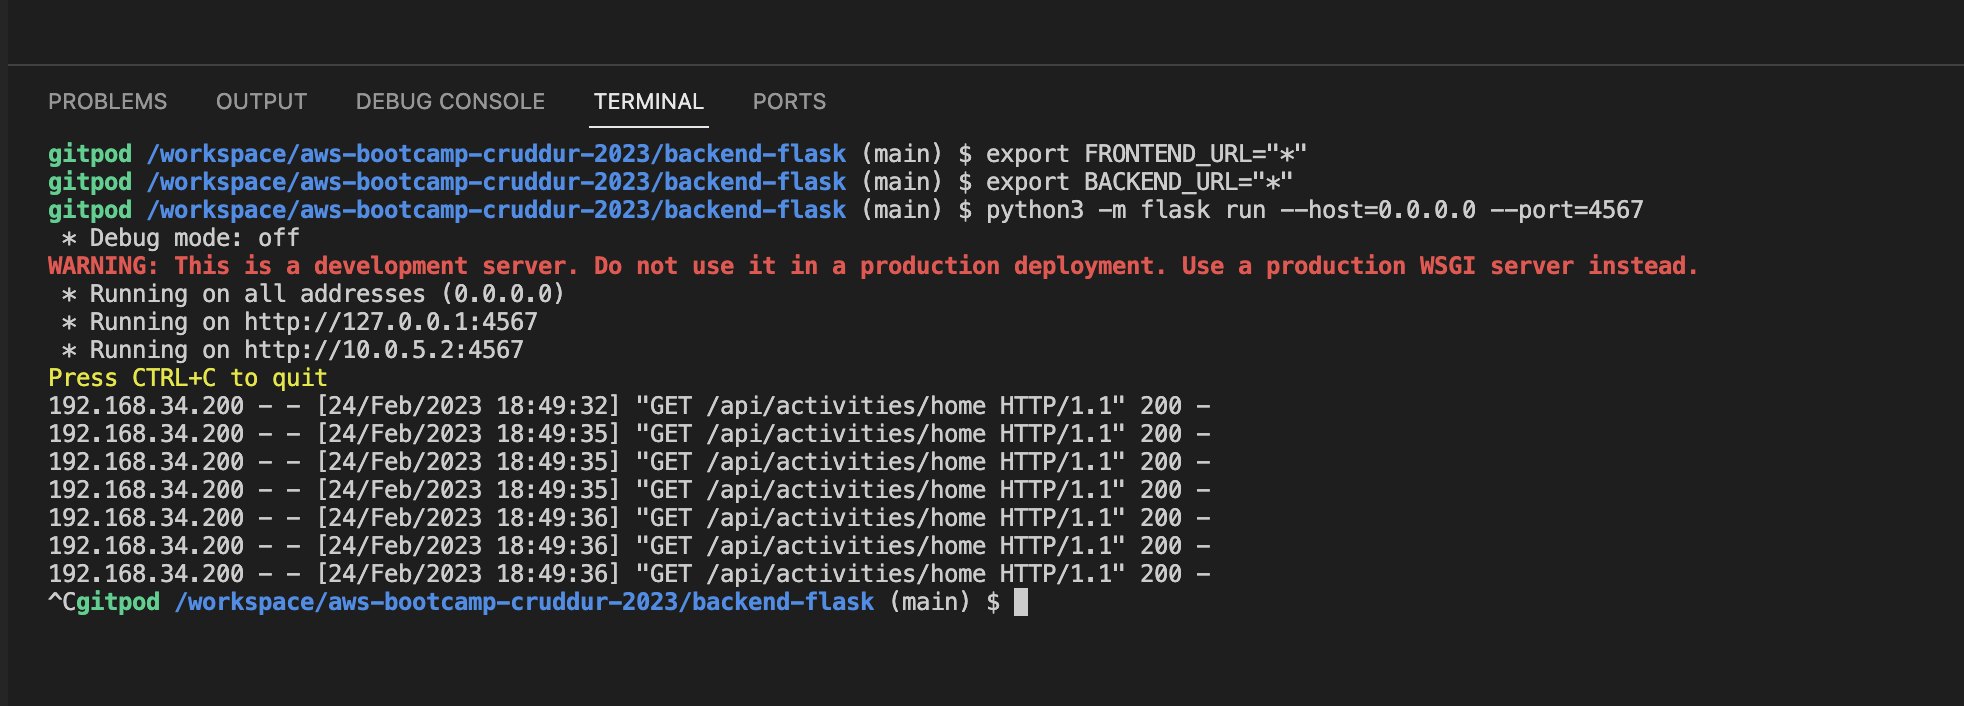 PROBLEMS OUTPUT DEBUG CONSOLE TERMINAL PORTS
gitpod /workspace/aws-bootcamp-cruddur-2023/backend-flask (main) $ export FRONTEND_URL="*"
gitpod /workspace/aws-bootcamp-cruddur-2023/backend-flask (main) $ export BACKEND_URL="*"
gitpod /workspace/aws-bootcamp-cruddur-2023/backend-flask (main) $ python3 -m flask run --host=0.0.0.0 --port=4567
 * Debug mode: off
WARNING: This is a development server. Do not use it in a production deployment. Use a production WSGI server instead.
 * Running on all addresses (0.0.0.0)
 * Running on http://127.0.0.1:4567
 * Running on http://10.0.5.2:4567
Press CTRL+C to quit
192.168.34.200 - - [24/Feb/2023 18:49:32] "GET /api/activities/home HTTP/1.1" 200 -
192.168.34.200 - - [24/Feb/2023 18:49:35] "GET /api/activities/home HTTP/1.1" 200 -
192.168.34.200 - - [24/Feb/2023 18:49:35] "GET /api/activities/home HTTP/1.1" 200 -
192.168.34.200 - - [24/Feb/2023 18:49:35] "GET /api/activities/home HTTP/1.1" 200 -
192.168.34.200 - - [24/Feb/2023 18:49:36] "GET /api/activities/home HTTP/1.1" 200 -
192.168.34.200 - - [24/Feb/2023 18:49:36] "GET /api/activities/home HTTP/1.1" 200 -
192.168.34.200 - - [24/Feb/2023 18:49:36] "GET /api/activities/home HTTP/1.1" 200 -
^Cgitpod /workspace/aws-bootcamp-cruddur-2023/backend-flask (main) $